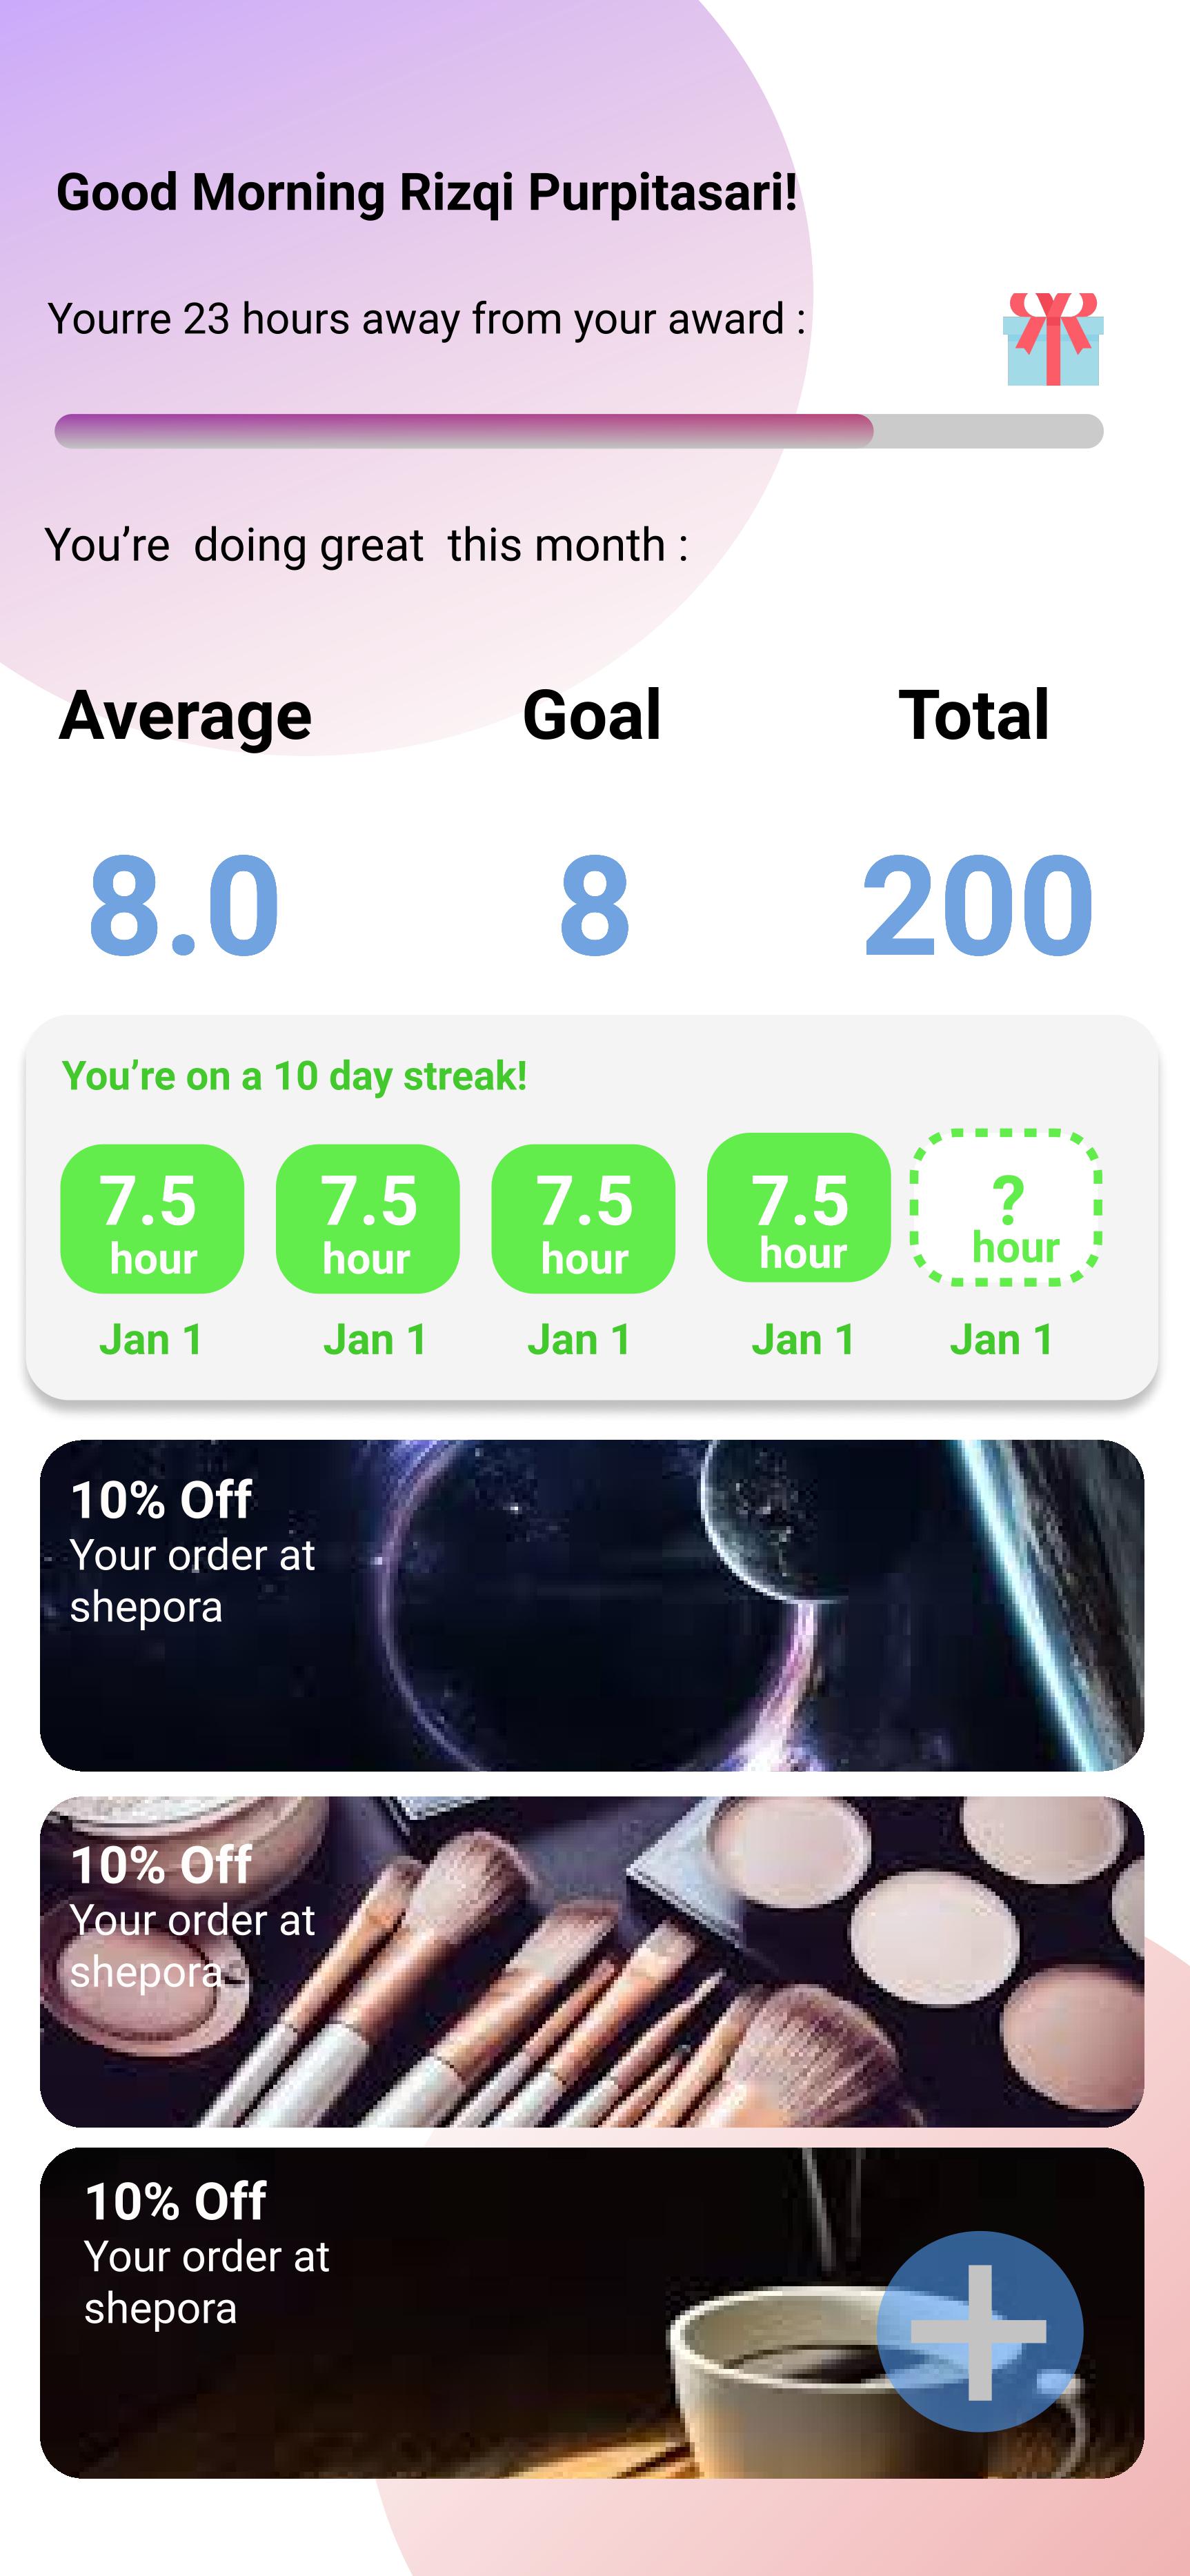 Good Morning Rizqi Purpitasari!
Yourre 23 hours away from your award :
You’re doing great this month :
Average Goal Total
8.0 8 200
You’re on a 10 day streak!
7.5 7.5 7.5 7.5 ?
hour hour hour hour hour
Jan 1 Jan 1 Jan 1 Jan 1 Jan 1
10% Off
Your order at
shepora
10% Off
Your order at
shepora
10% Off
Your order at
shepora